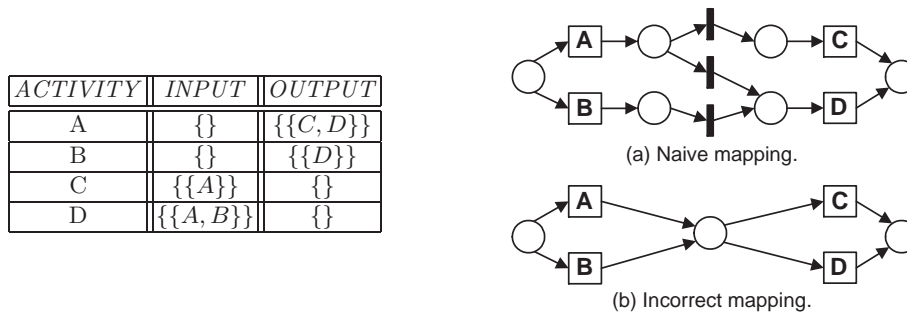 ACTIVITY INPUT OUTPUT
A {} {{C, D}}
B {} {{D}}
C {{A}} {}
D {{A, B}} {}
A C
B D
(a) Naive mapping.
A C
B D
(b) Incorrect mapping.